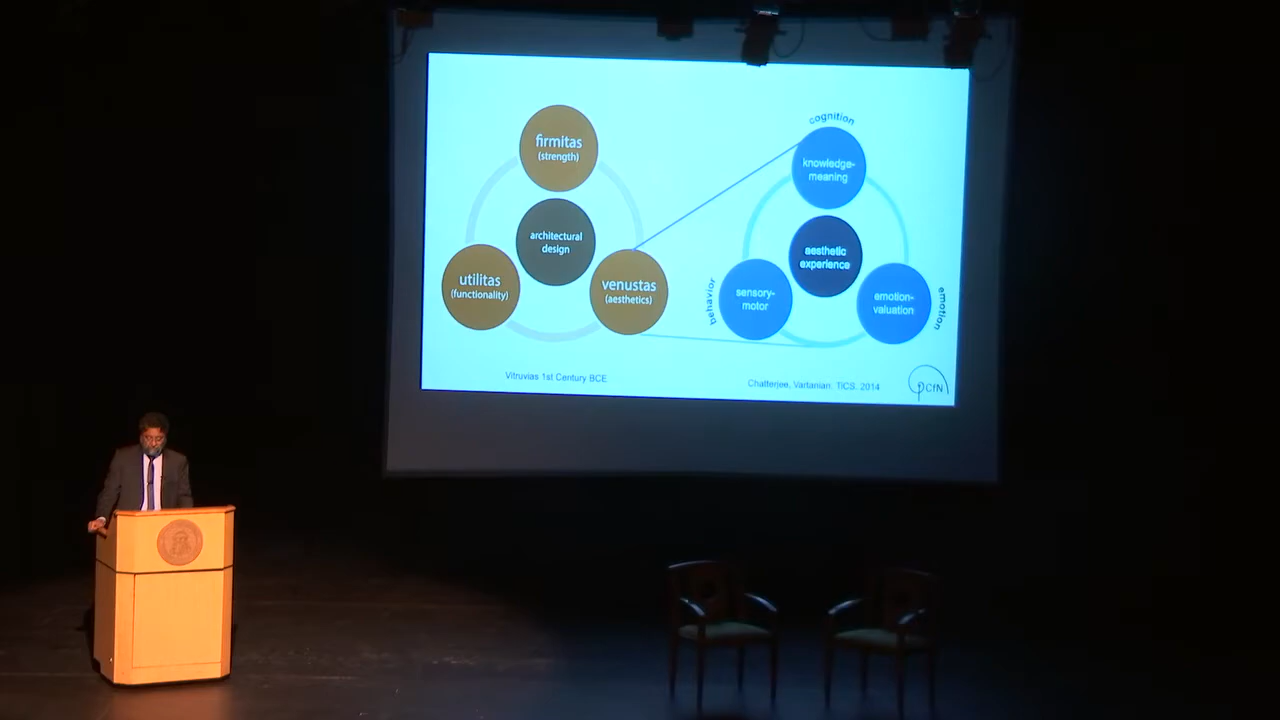 firmitas
(strength)
architectural
design
utilitas
(functionality)
venustas
(aesthetics)
Vitruvias 1st Century BCE
cognition
knowledge-
meaning
aesthetic
experience
behavior
sensory-
motor
emotion-
valuation
emotion
Chatterjee, Vartanian. TICS. 2014
CfN